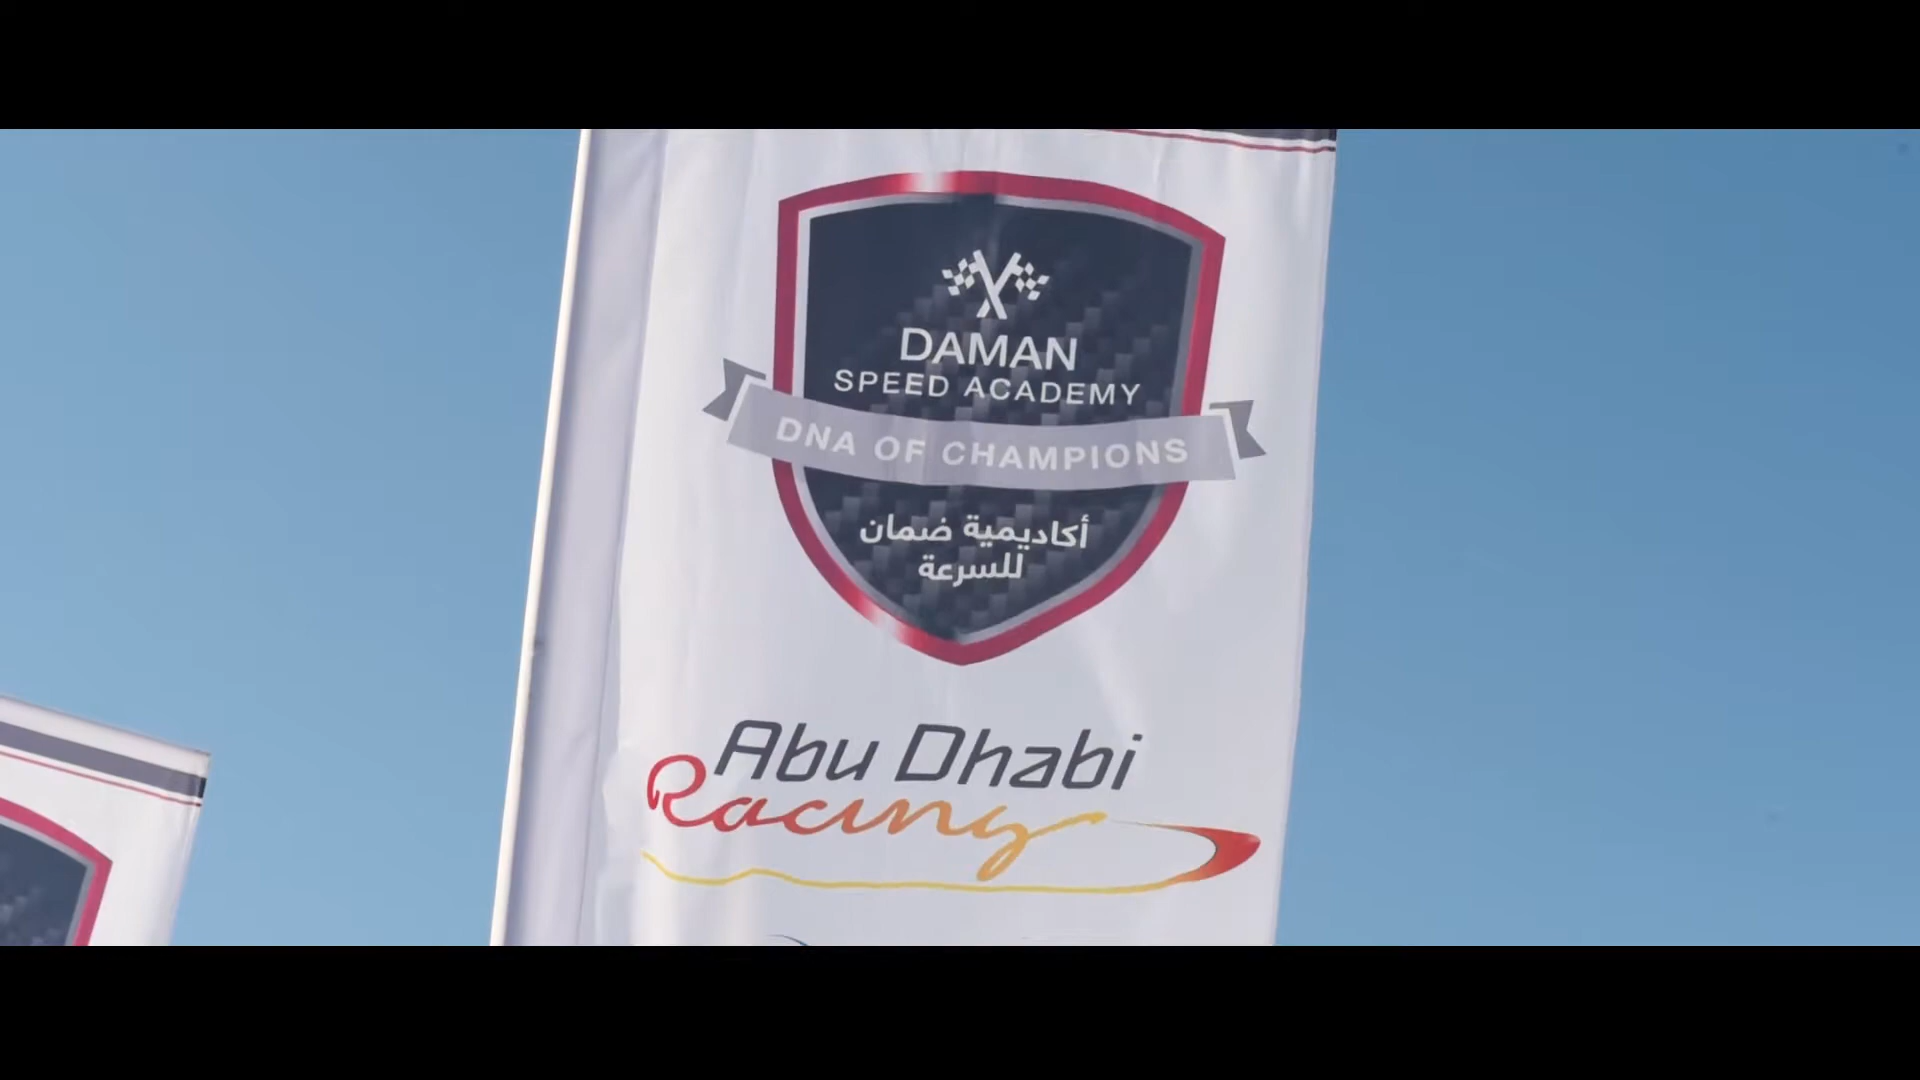 DAMAN
SPEED ACADEMY
DNA OF CHAMPIONS
أكاديمية ضمان
للسرعة
Abu Dhabi
Racing